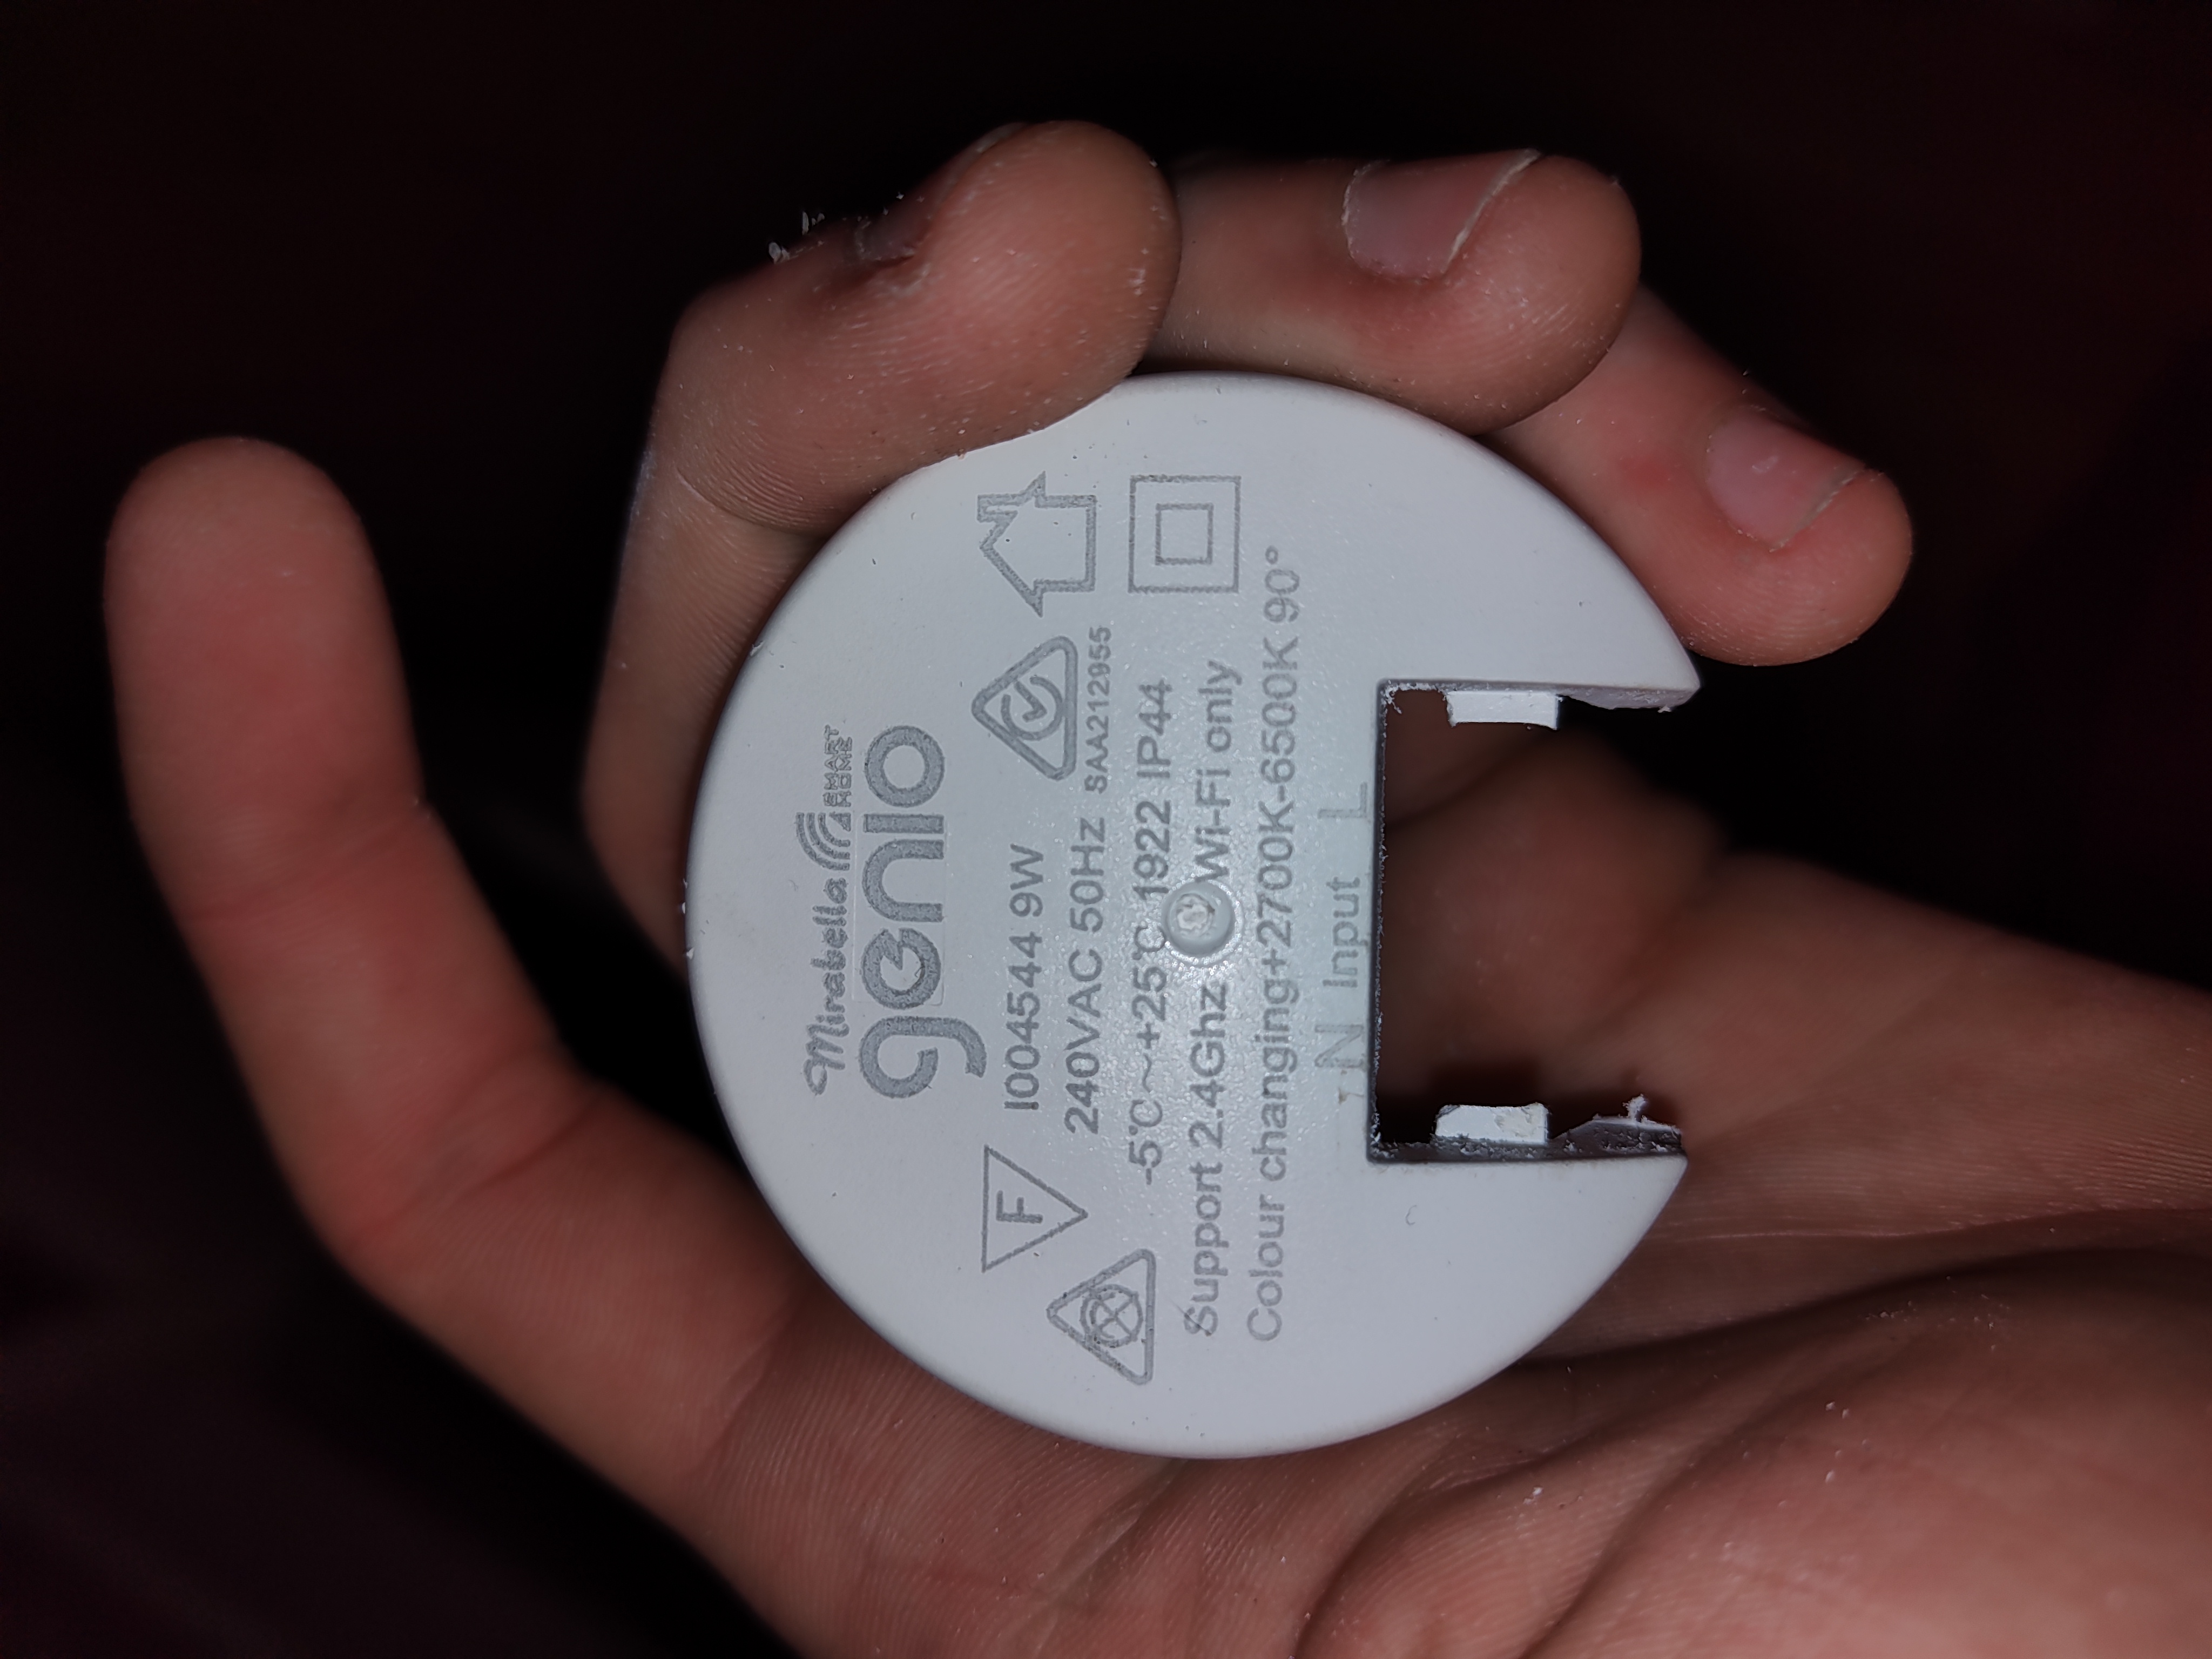 Mirabella SMART HOME
genio
F
I004544 9W
240VAC 50Hz
SAA212955
-5℃~+25℃ 1922 IP44
Support 2.4Ghz Wi-Fi only
Colour changing+2700K-6500K 90°
N Input L